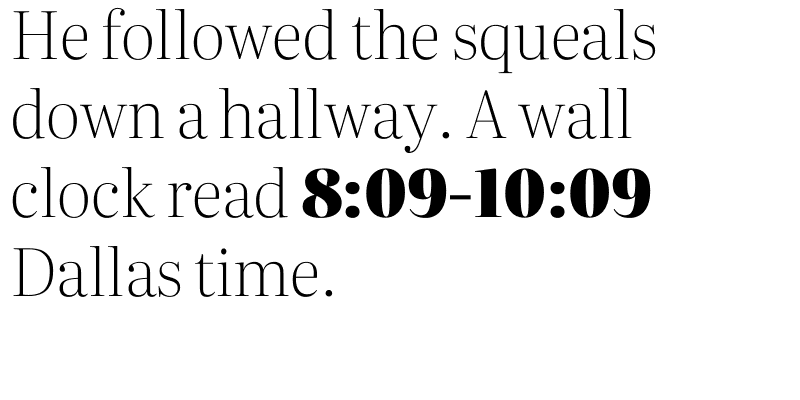 He followed the squeals
down a hallway. A wall
clock read 8:09-10:09
Dallas time.